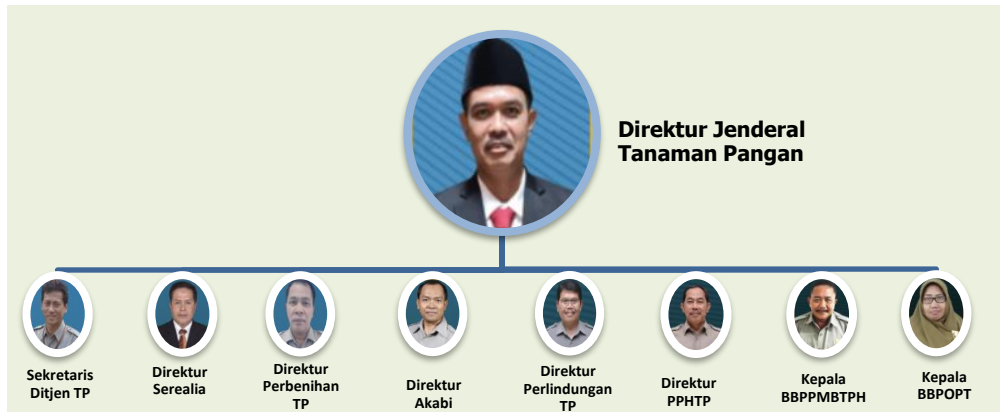 Direktur Jenderal
Tanaman Pangan
Sekretaris
Ditjen TP
Direktur
Serealia
Direktur
Perbenihan
TP
Direktur
Akabi
Direktur
Perlindungan
TP
Direktur
PPHTP
Kepala
BBPPMBTPH
Kepala
BBPOPT